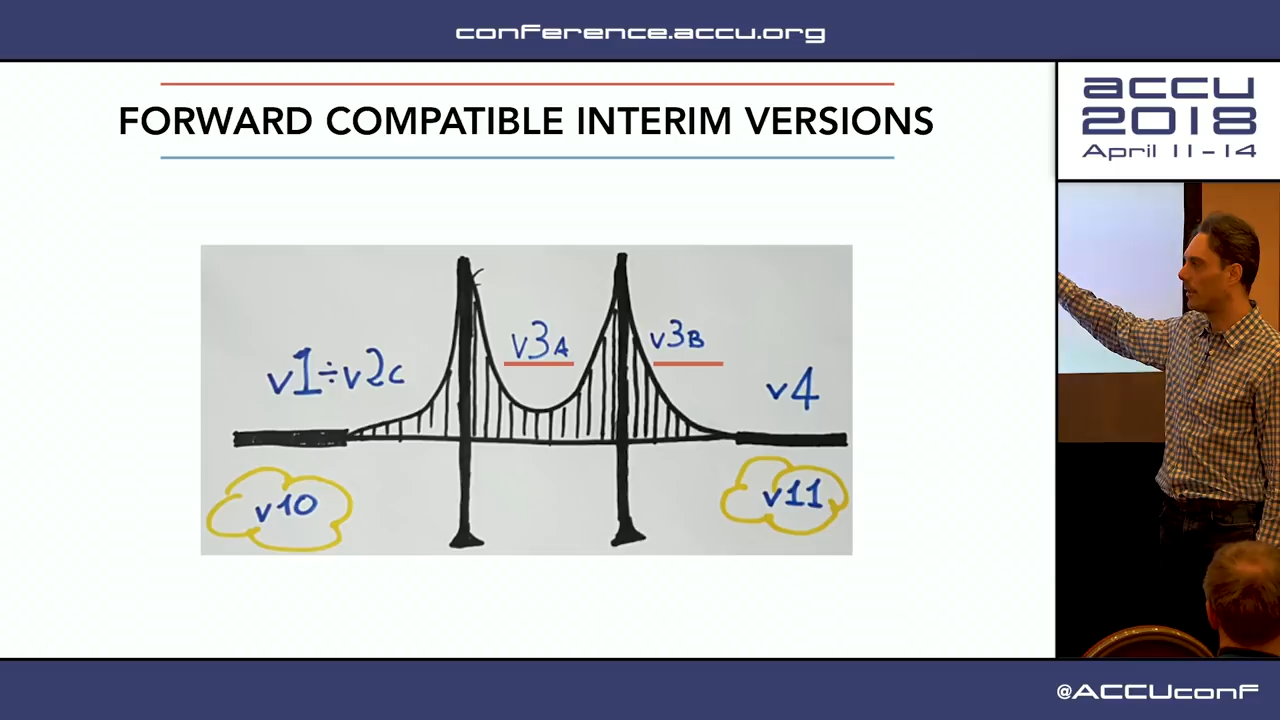 conference.accu.org
FORWARD COMPATIBLE INTERIM VERSIONS
accu
2018
April 11-14
v1÷v2c
v3A
v3B
v4
v10
v11
@ACCUconf